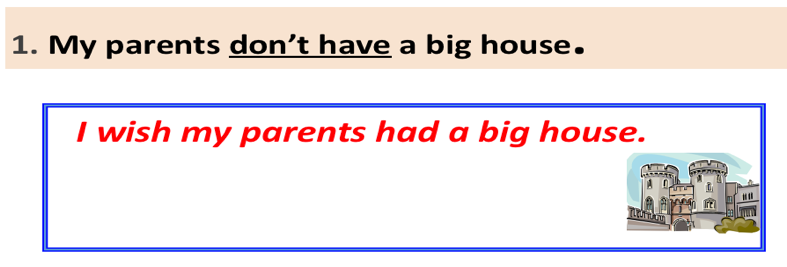 1. My parents don’t have a big house.
I wish my parents had a big house.